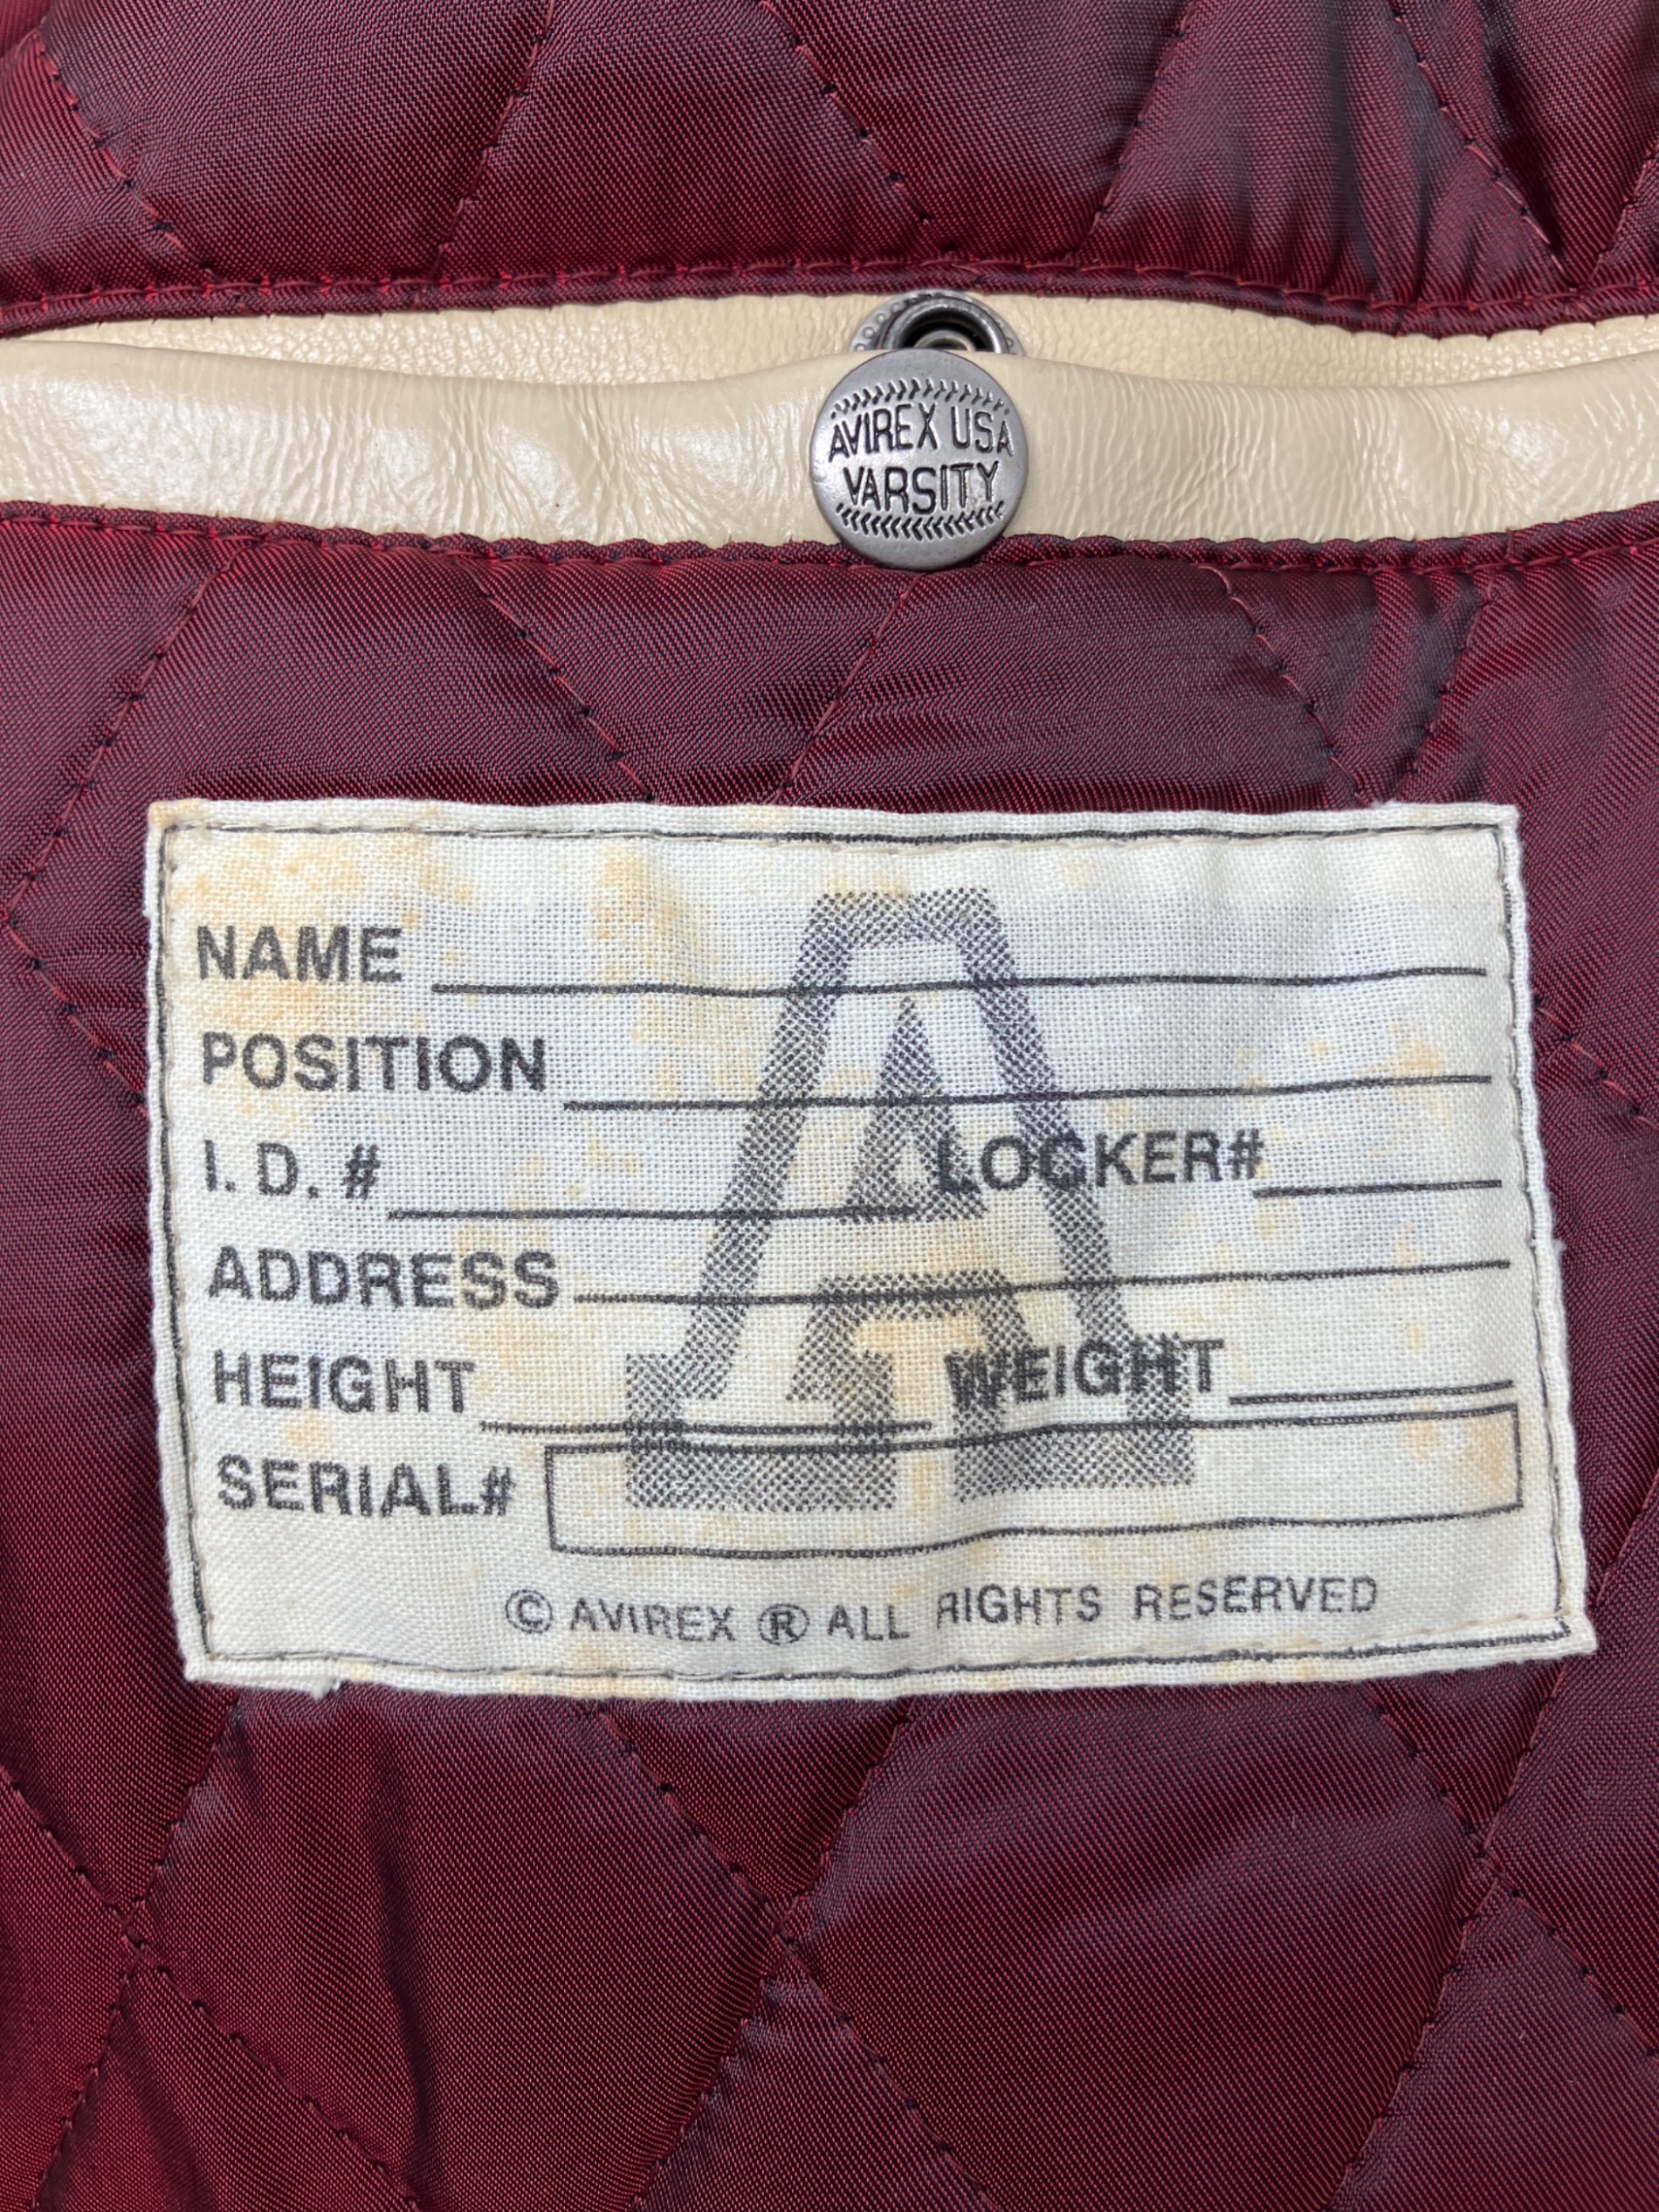 AVIREX USA
VARSITY
NAME
POSITION
I. D. # LOCKER#
ADDRESS
HEIGHT WEIGHT
SERIAL#
© AVIREX ® ALL RIGHTS RESERVED